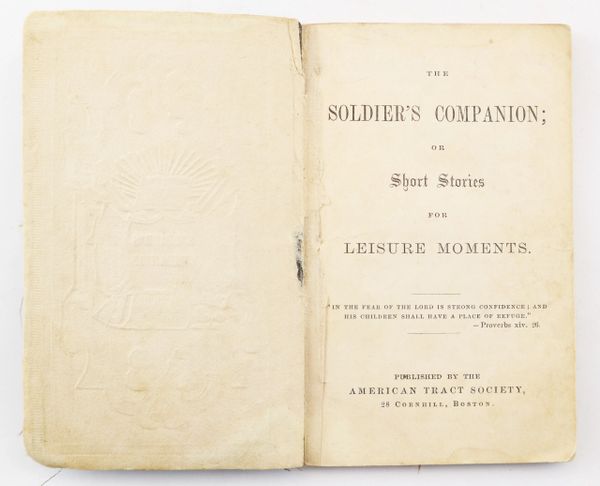 THE
SOLDIER'S COMPANION;
OR
Short Stories
FOR
LEISURE MOMENTS.
"IN THE FEAR OF THE LORD IS STRONG CONFIDENCE; AND
HIS CHILDREN SHALL HAVE A PLACE OF REFUGE."
—Proverbs xiv. 26.
PUBLISHED BY THE
AMERICAN TRACT SOCIETY,
28 CORNHILL, BOSTON.